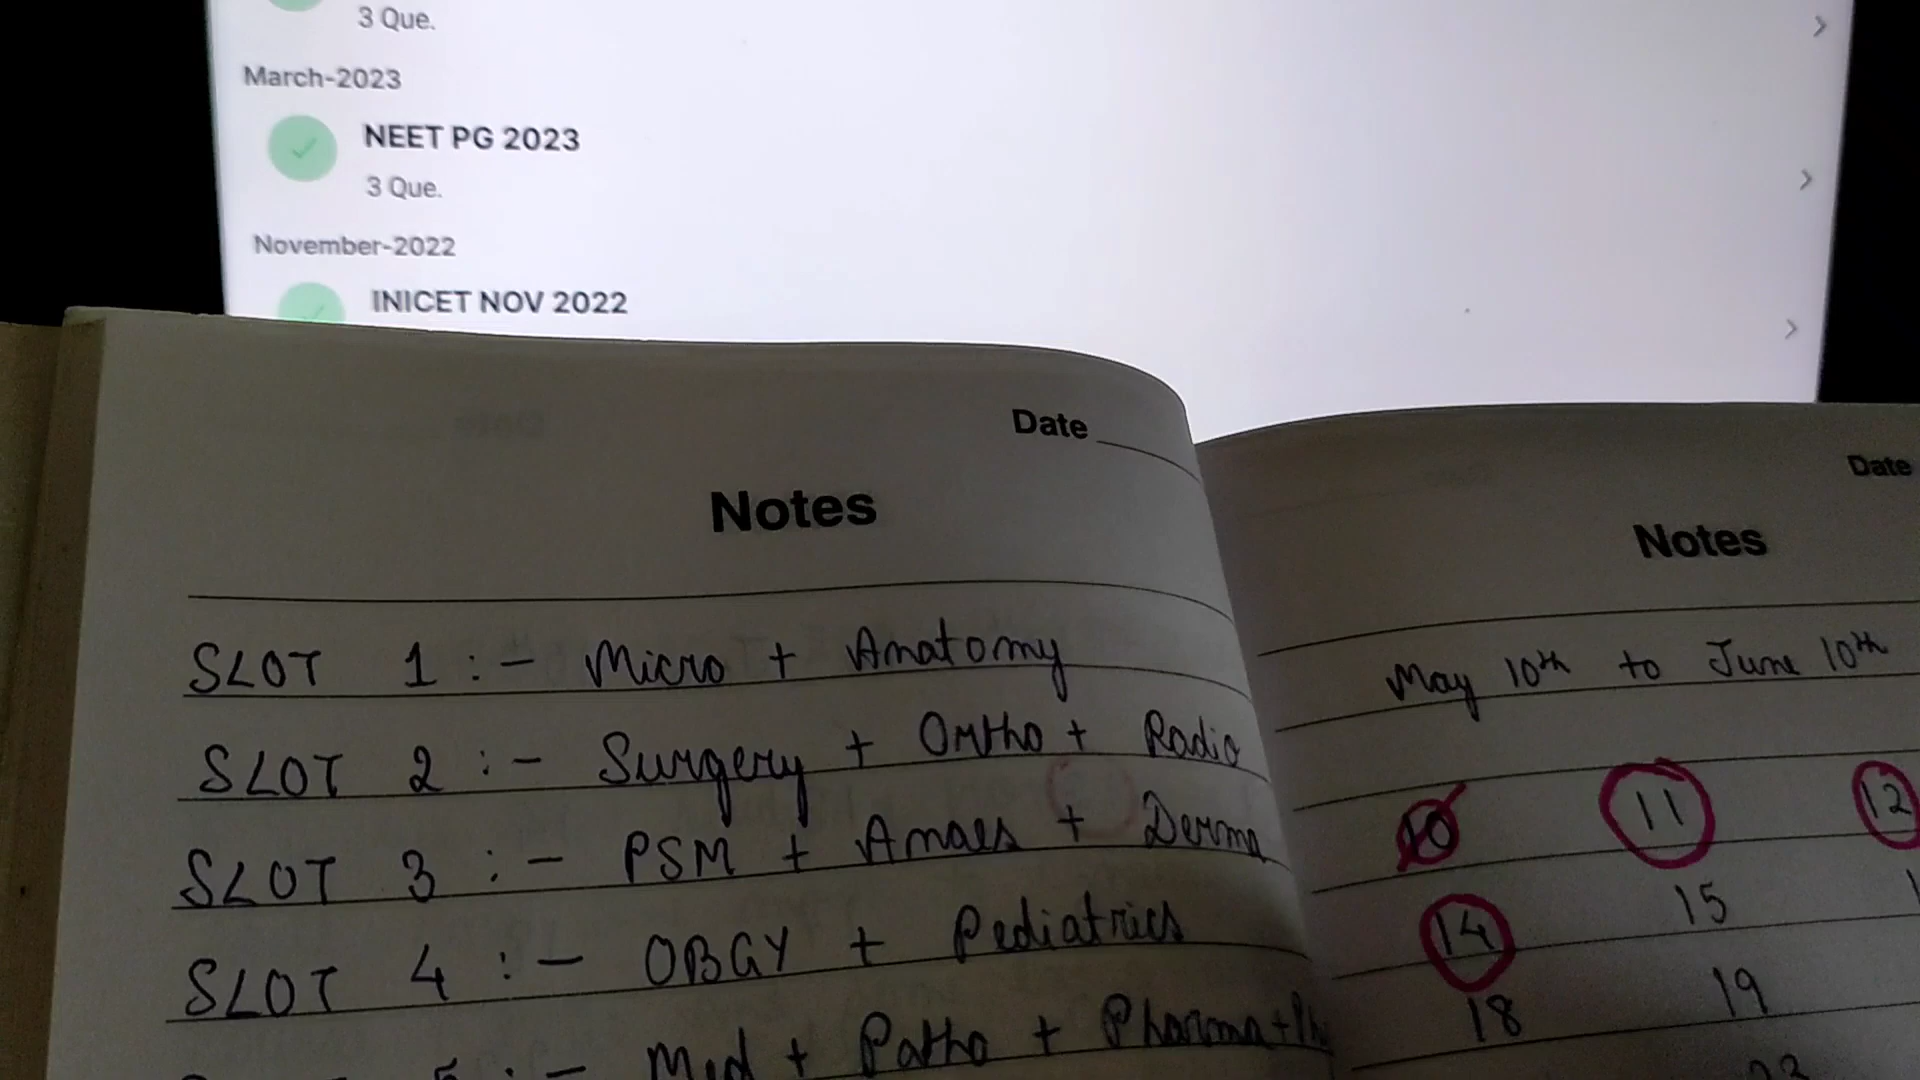 3 Que.
March-2023
NEET PG 2023
3 Que.
November-2022
INICET NOV 2022
Date
Notes
SLOT 1 :- Micro + Anatomy
SLOT 2 :- Surgery + Ortho + Radio
SLOT 3 :- PSM + Anaes + Derma
SLOT 4 :- OBGY + Pediatrics
5 :- Med + Patho + Pharma +
Date
Notes
May 10th to June 10th
10 11 12
14 15
18 19